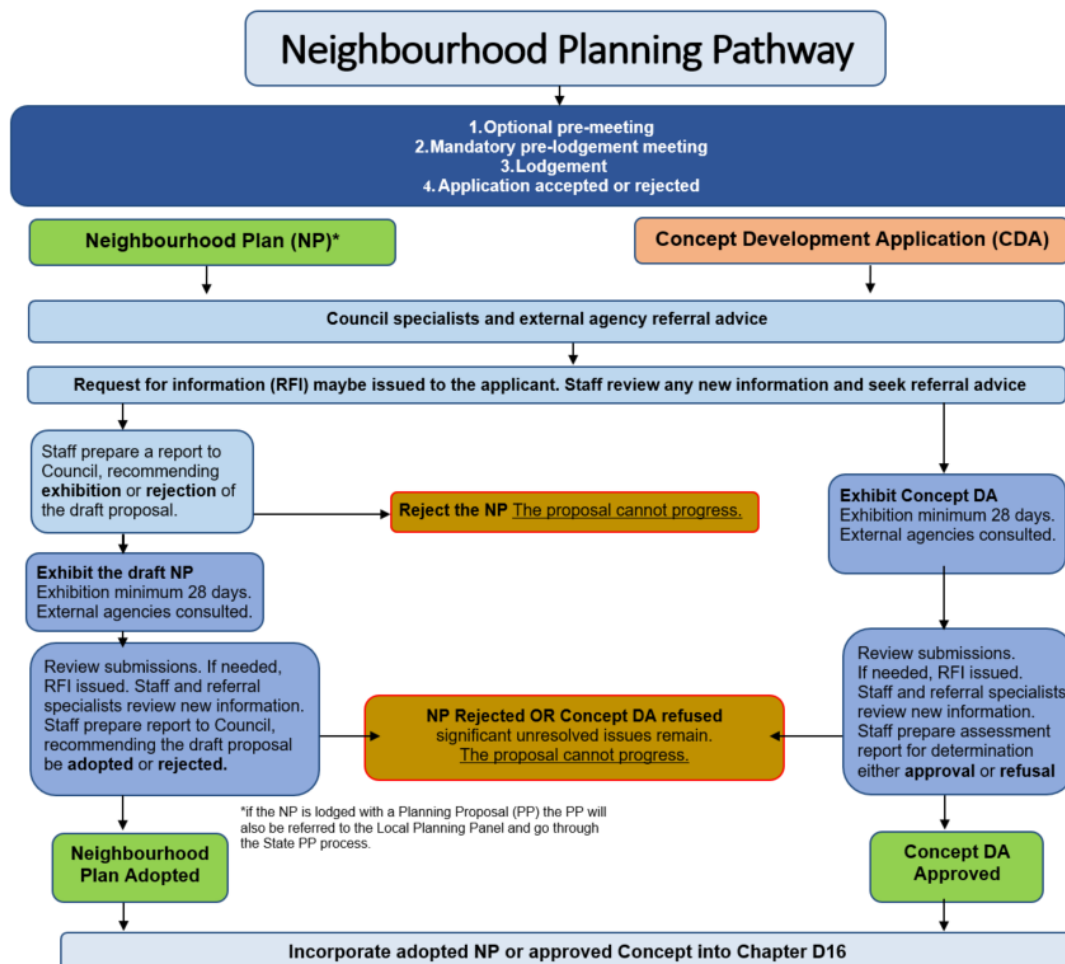 Neighbourhood Planning Pathway
1.Optional pre-meeting
2.Mandatory pre-lodgement meeting
3.Lodgement
4.Application accepted or rejected
Neighbourhood Plan (NP)*
Concept Development Application (CDA)
Council specialists and external agency referral advice
Request for information (RFI) maybe issued to the applicant. Staff review any new information and seek referral advice
Staff prepare a report to
Council, recommending
exhibition or rejection of
the draft proposal.
Reject the NP The proposal cannot progress.
Exhibit Concept DA
Exhibition minimum 28 days.
External agencies consulted.
Exhibit the draft NP
Exhibition minimum 28 days.
External agencies consulted.
Review submissions. If needed,
RFI issued. Staff and referral
specialists review new information.
Staff prepare report to Council,
recommending the draft proposal
be adopted or rejected.
NP Rejected OR Concept DA refused
significant unresolved issues remain.
The proposal cannot progress.
Review submissions.
If needed, RFI issued.
Staff and referral specialists
review new information.
Staff prepare assessment
report for determination
either approval or refusal
*if the NP is lodged with a Planning Proposal (PP) the PP will
also be referred to the Local Planning Panel and go through
the State PP process.
Neighbourhood
Plan Adopted
Concept DA
Approved
Incorporate adopted NP or approved Concept into Chapter D16